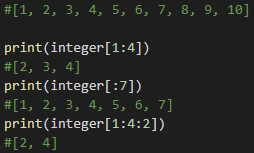 #[1, 2, 3, 4, 5, 6, 7, 8, 9, 10]
print(integer[1:4])
#[2, 3, 4]
print(integer[:7])
#[1, 2, 3, 4, 5, 6, 7]
print(integer[1:4:2])
#[2, 4]